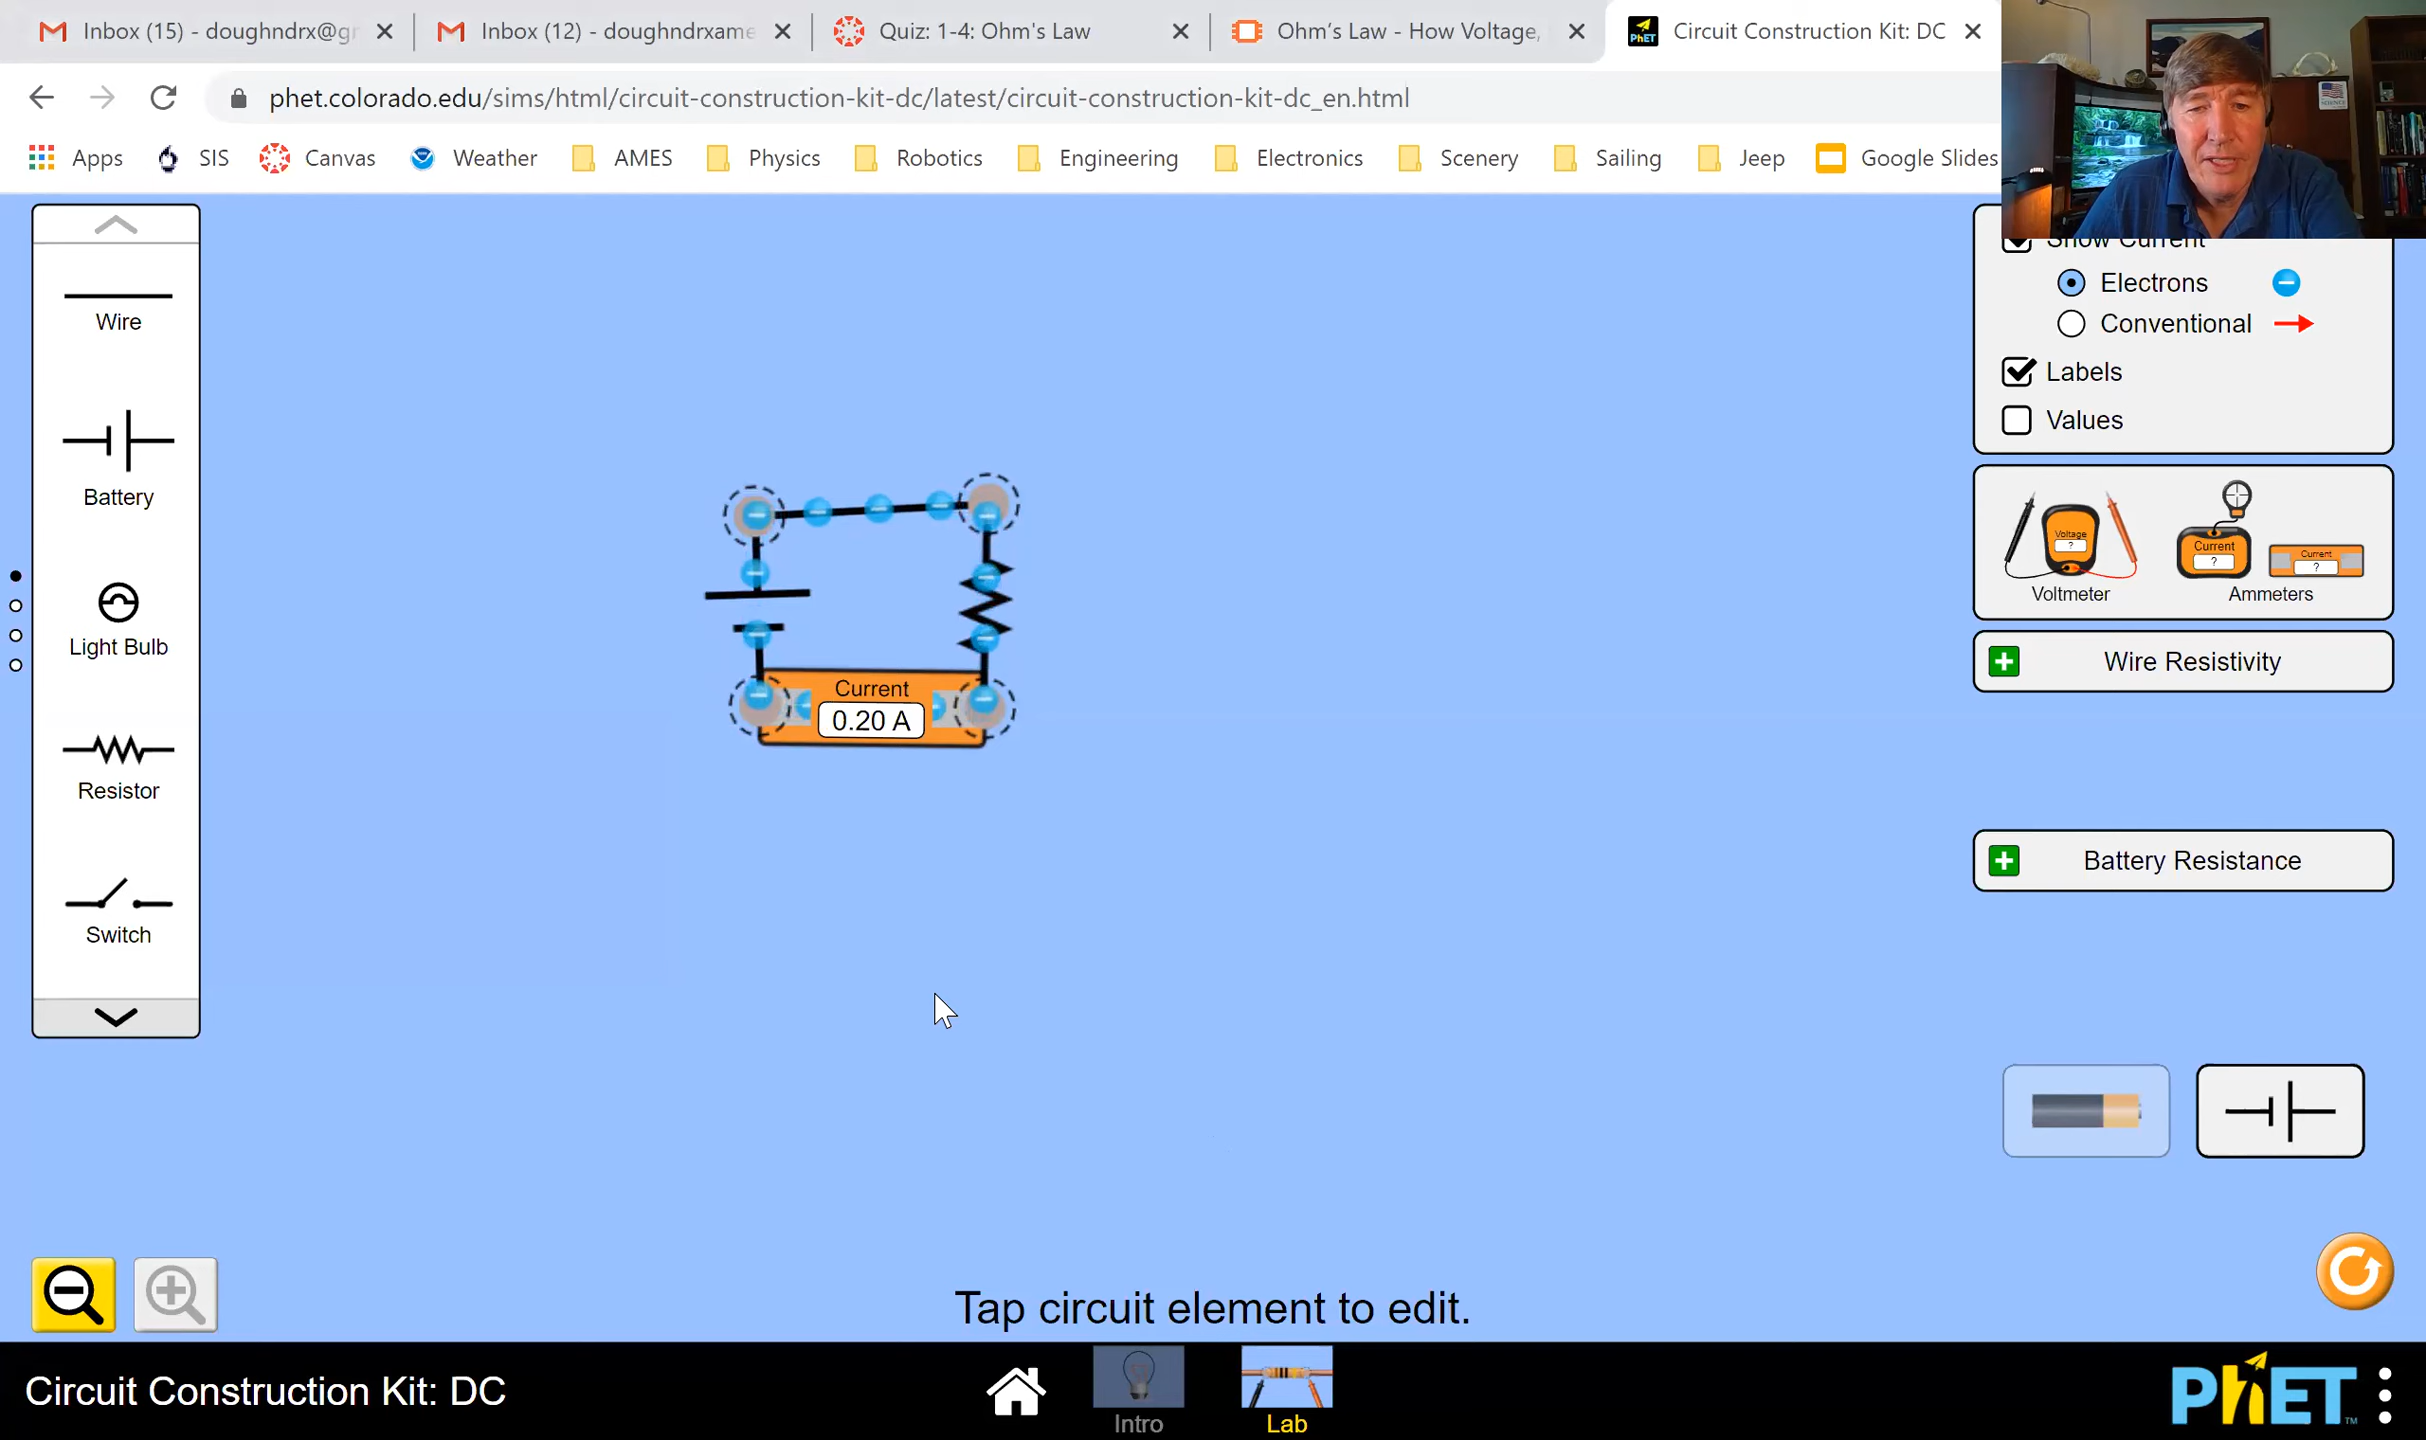 Inbox (15) - doughndrx@gr
Inbox (12) - doughndrxame
Quiz: 1-4: Ohm's Law
Ohm's Law - How Voltage,
PhET
Circuit Construction Kit: DC
phet.colorado.edu/sims/html/circuit-construction-kit-dc/latest/circuit-construction-kit-dc_en.html
Apps
SIS
Canvas
Weather
AMES
Physics
Robotics
Engineering
Electronics
Scenery
Sailing
Jeep
Google Slides
Show Current
Electrons
Conventional
Labels
Values
Wire
Battery
Light Bulb
Resistor
Switch
Current
0.20 A
Voltage
?
Current
?
Current
?
Voltmeter
Ammeters
Wire Resistivity
Battery Resistance
Tap circuit element to edit.
Circuit Construction Kit: DC
Intro
Lab
PhET